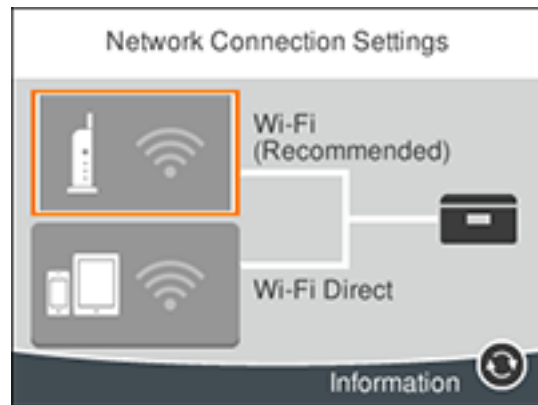 Network Connection Settings
Wi-Fi
(Recommended)
Wi-Fi Direct
Information